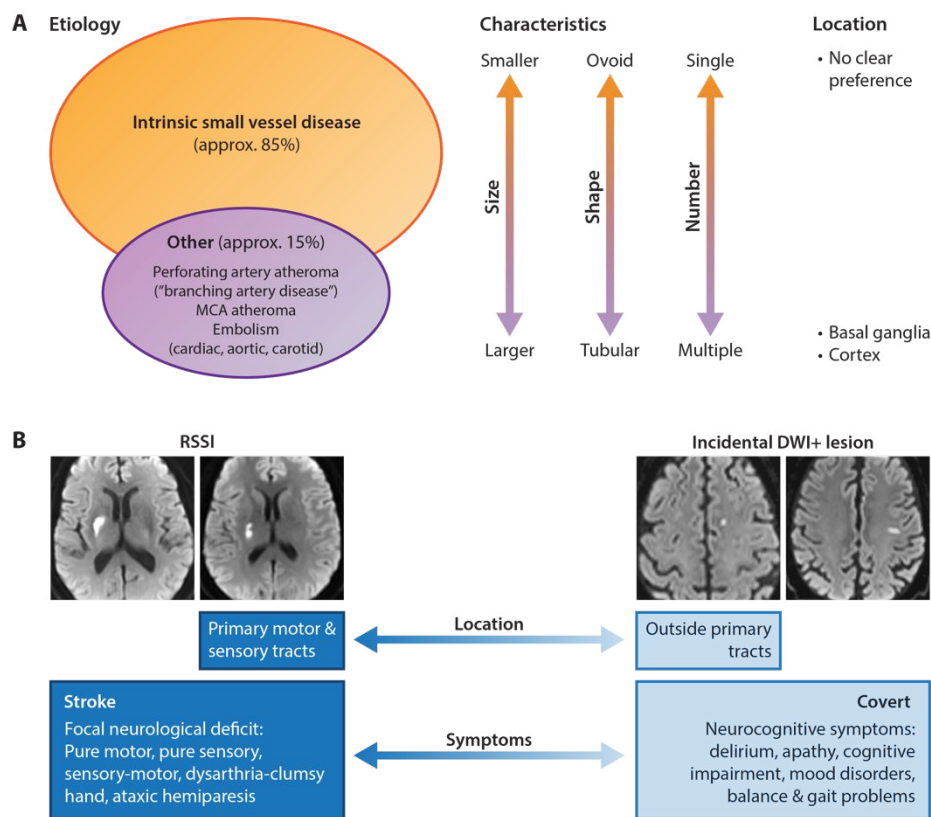 A
Etiology
Intrinsic small vessel disease
(approx. 85%)
Other (approx. 15%)
Perforating artery atheroma
("branching artery disease")
MCA atheroma
Embolism
(cardiac, aortic, carotid)
Characteristics
Smaller Ovoid Single
Size Shape Number
Larger Tubular Multiple
Location
• No clear
preference
• Basal ganglia
• Cortex
B
RSSI
Incidental DWI+ lesion
Primary motor &
sensory tracts
Location
Outside primary
tracts
Stroke
Focal neurological deficit:
Pure motor, pure sensory,
sensory-motor, dysarthria-clumsy
hand, ataxic hemiparesis
Symptoms
Covert
Neurocognitive symptoms:
delirium, apathy, cognitive
impairment, mood disorders,
balance & gait problems